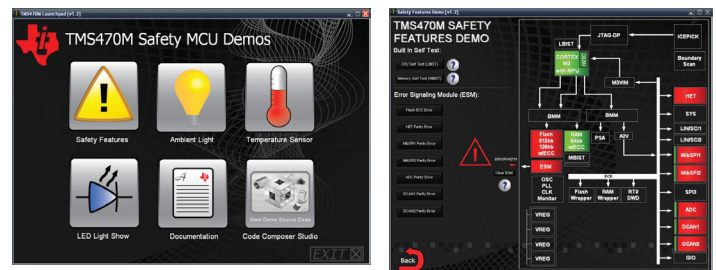 TMS470M Launchpad [v1.2]
TMS470M Safety MCU Demos
Safety Features
Ambient Light
Temperature Sensor
LED Light Show
Documentation
View Demo Source Code
Code Composer Studio
EXIT
Safety Features Demo [v1.2]
TMS470M SAFETY
FEATURES DEMO
Built In Self Test:
CPU Self Test (LBIST)
?
Memory Self Test (MBIST)
?
Error Signaling Module (ESM):
Flash ECC Error
HET Parity Error
MibSPI1 Parity Error
MibSPI2 Parity Error
ADC Parity Error
DCAN1 Parity Error
DCAN2 Parity Error
Back
Clear ESM
?
LBIST
JTAG-DP
ICEPICK
CORTEX
M3
with MPU
Boundary
Scan
M3VIM
BMM
BMM
HET
SYS
LIN/SCI1
LIN/SCI2
MibSPI1
MibSPI2
SPI3
ADC
DCAN1
DCAN2
GIO
Flash
512kb
128kb
w/ECC
RAM
w/ECC
PSA
A2V
MBIST
ESM
OSC
PLL
CLK
Monitor
PCR
Flash
Wrapper
RAM
Wrapper
RTI/
DWD
VREG
VREG
VREG
VREG